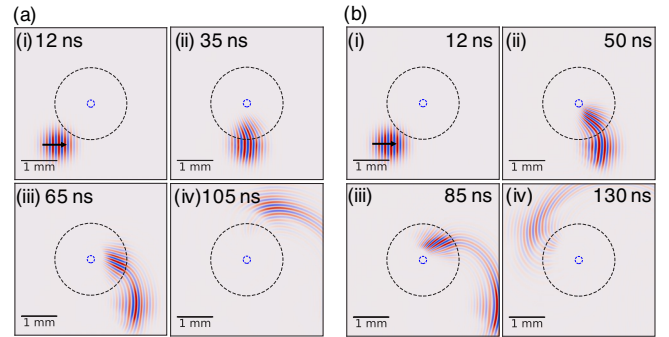 (a)
(i) 12 ns
(ii) 35 ns
1 mm
1 mm
(iii) 65 ns
(iv) 105 ns
1 mm
1 mm
(b)
(i) 12 ns
(ii) 50 ns
1 mm
1 mm
(iii) 85 ns
(iv) 130 ns
1 mm
1 mm